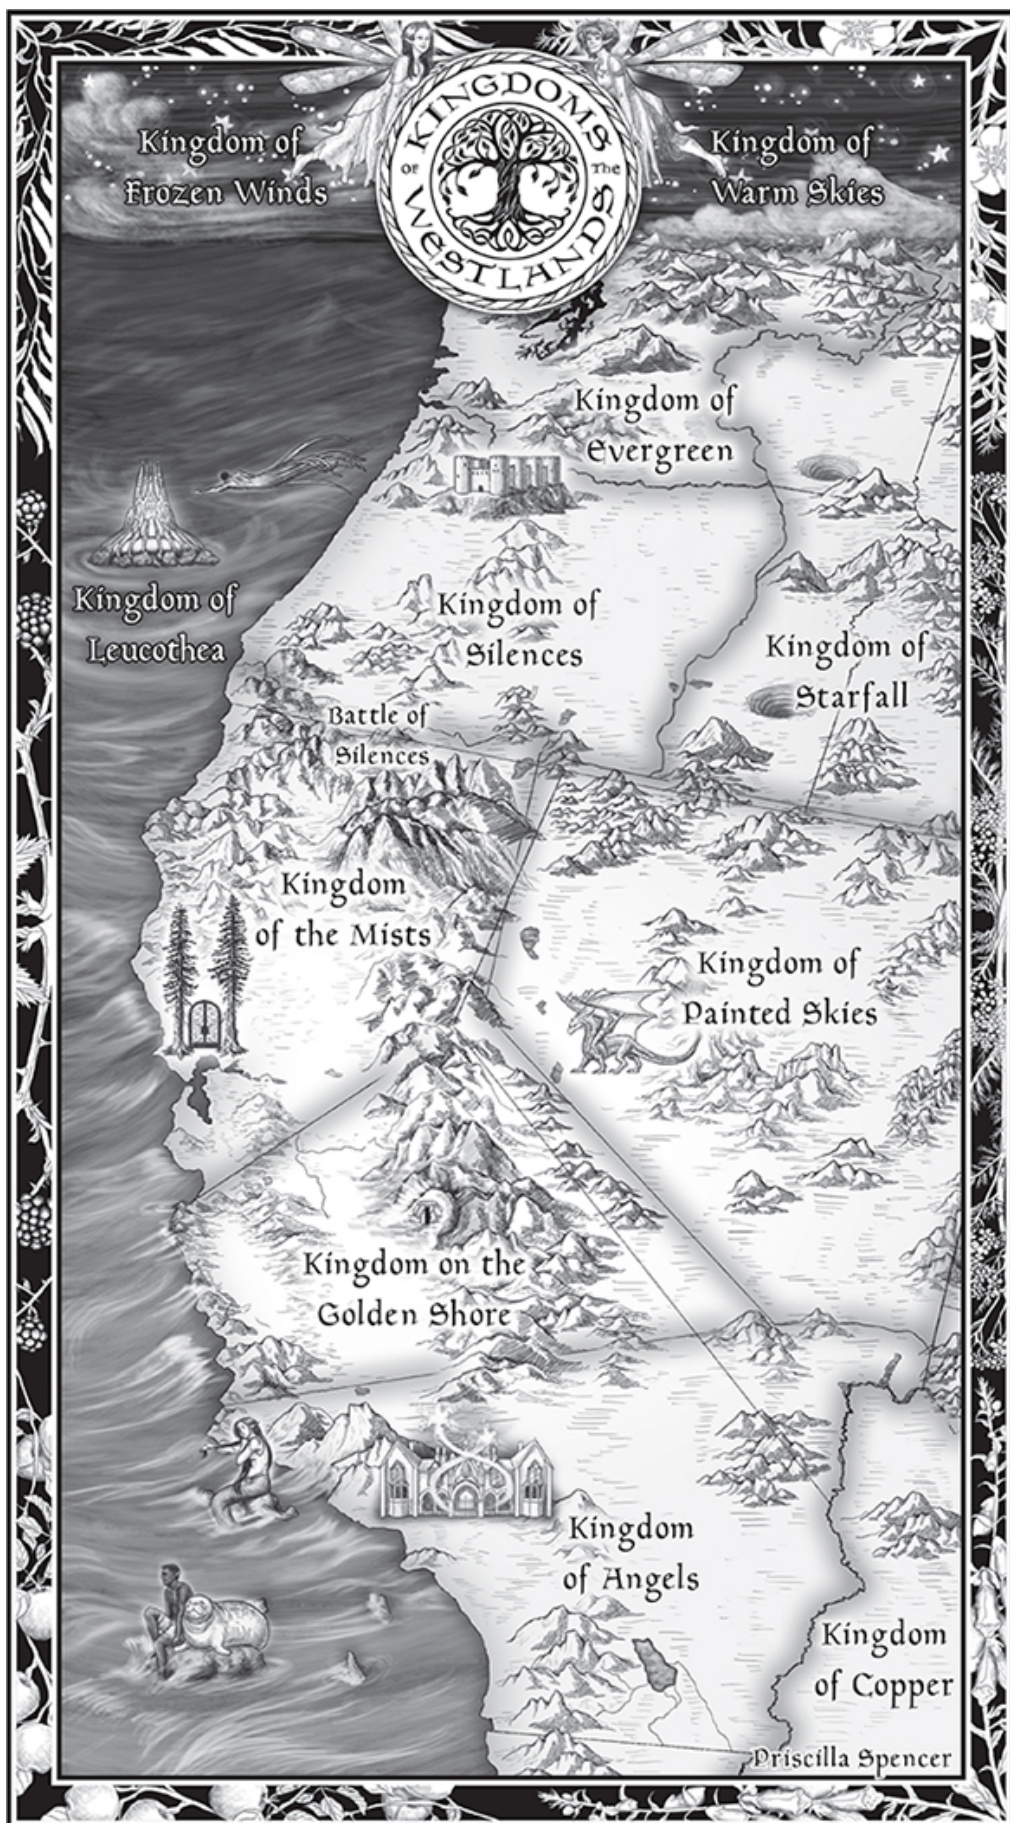 KINGDOMS
OF THE
WESTLANDS
Kingdom of
Frozen Winds
Kingdom of
Warm Skies
Kingdom of
Evergreen
Kingdom of
Leucothea
Kingdom of
Silences
Kingdom of
Starfall
Battle of
Silences
Kingdom
of the Mists
Kingdom of
Painted Skies
Kingdom on the
Golden Shore
Kingdom
of Angels
Kingdom
of Copper
Priscilla Spencer